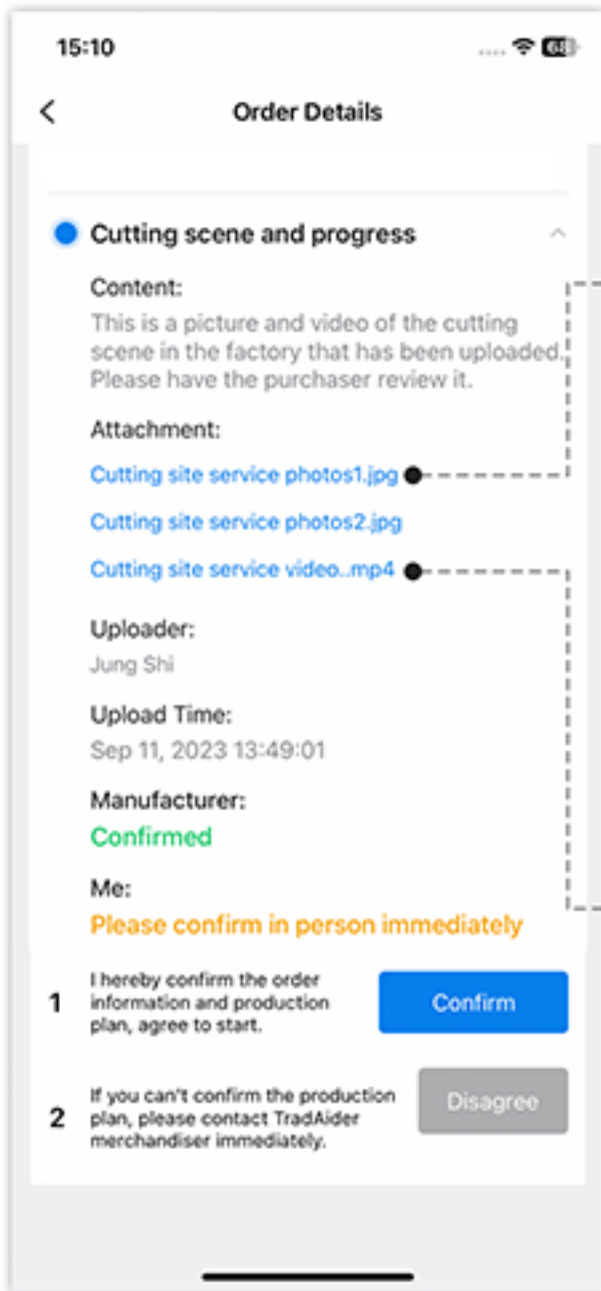 15:10
68
Order Details
Cutting scene and progress
Content:
This is a picture and video of the cutting
scene in the factory that has been uploaded.
Please have the purchaser review it.
Attachment:
Cutting site service photos1.jpg
Cutting site service photos2.jpg
Cutting site service video..mp4
Uploader:
Jung Shi
Upload Time:
Sep 11, 2023 13:49:01
Manufacturer:
Confirmed
Me:
Please confirm in person immediately
1
I hereby confirm the order
information and production
plan, agree to start.
Confirm
2
If you can't confirm the production
plan, please contact TradAider
merchandiser immediately.
Disagree